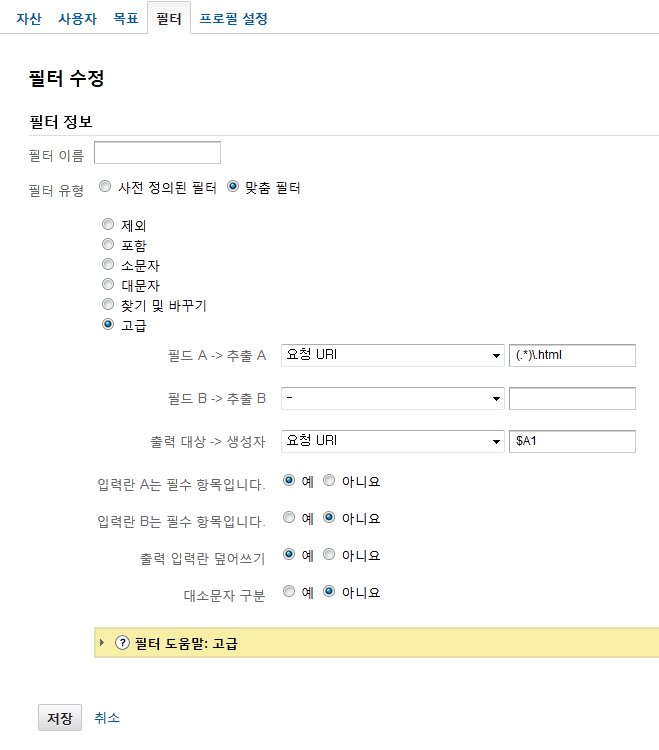 자산 사용자 목표 필터 프로필 설정
필터 수정
필터 정보
필터 이름
필터 유형 사전 정의된 필터 맞춤 필터
제외
포함
소문자
대문자
찾기 및 바꾸기
고급
필드 A -> 추출 A 요청 URI (.*)\.html
필드 B -> 추출 B -
출력 대상 -> 생성자 요청 URI $A1
입력란 A는 필수 항목입니다. 예 아니요
입력란 B는 필수 항목입니다. 예 아니요
출력 입력란 덮어쓰기 예 아니요
대소문자 구분 예 아니요
? 필터 도움말: 고급
저장 취소